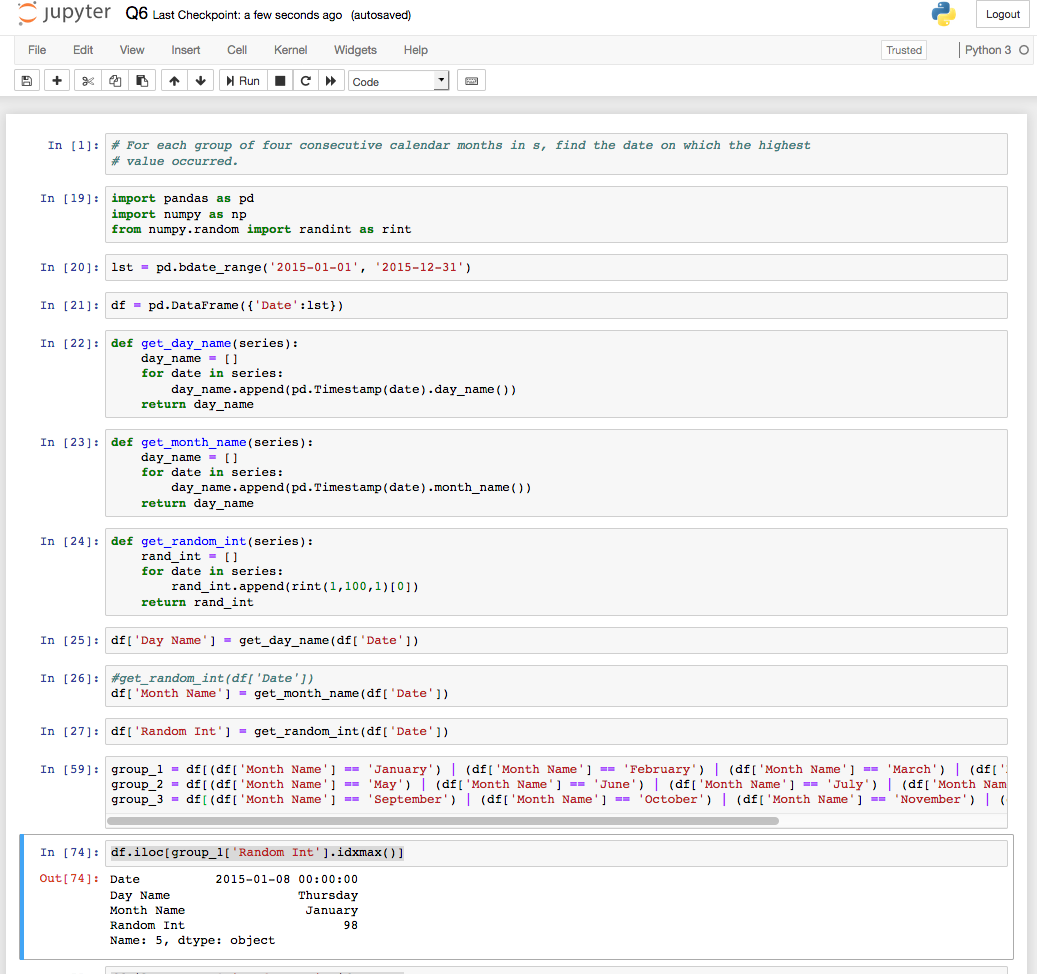 jupyter Q6 Last Checkpoint: a few seconds ago (autosaved)
Logout
File Edit View Insert Cell Kernel Widgets Help
Trusted
Python 3
Run
Code
In [1]: # For each group of four consecutive calendar months in s, find the date on which the highest
# value occurred.
In [19]: import pandas as pd
import numpy as np
from numpy.random import randint as rint
In [20]: lst = pd.bdate_range('2015-01-01', '2015-12-31')
In [21]: df = pd.DataFrame({'Date':lst})
In [22]: def get_day_name(series):
    day_name = []
    for date in series:
        day_name.append(pd.Timestamp(date).day_name())
    return day_name
In [23]: def get_month_name(series):
    day_name = []
    for date in series:
        day_name.append(pd.Timestamp(date).month_name())
    return day_name
In [24]: def get_random_int(series):
    rand_int = []
    for date in series:
        rand_int.append(rint(1,100,1)[0])
    return rand_int
In [25]: df['Day Name'] = get_day_name(df['Date'])
In [26]: #get_random_int(df['Date'])
df['Month Name'] = get_month_name(df['Date'])
In [27]: df['Random Int'] = get_random_int(df['Date'])
In [59]: group_1 = df[(df['Month Name'] == 'January') | (df['Month Name'] == 'February') | (df['Month Name'] == 'March') | (df['
group_2 = df[(df['Month Name'] == 'May') | (df['Month Name'] == 'June') | (df['Month Name'] == 'July') | (df['Month Nam
group_3 = df[(df['Month Name'] == 'September') | (df['Month Name'] == 'October') | (df['Month Name'] == 'November') | (
In [74]: df.iloc[group_1['Random Int'].idxmax()]
Out[74]: Date 2015-01-08 00:00:00
Day Name Thursday
Month Name January
Random Int 98
Name: 5, dtype: object